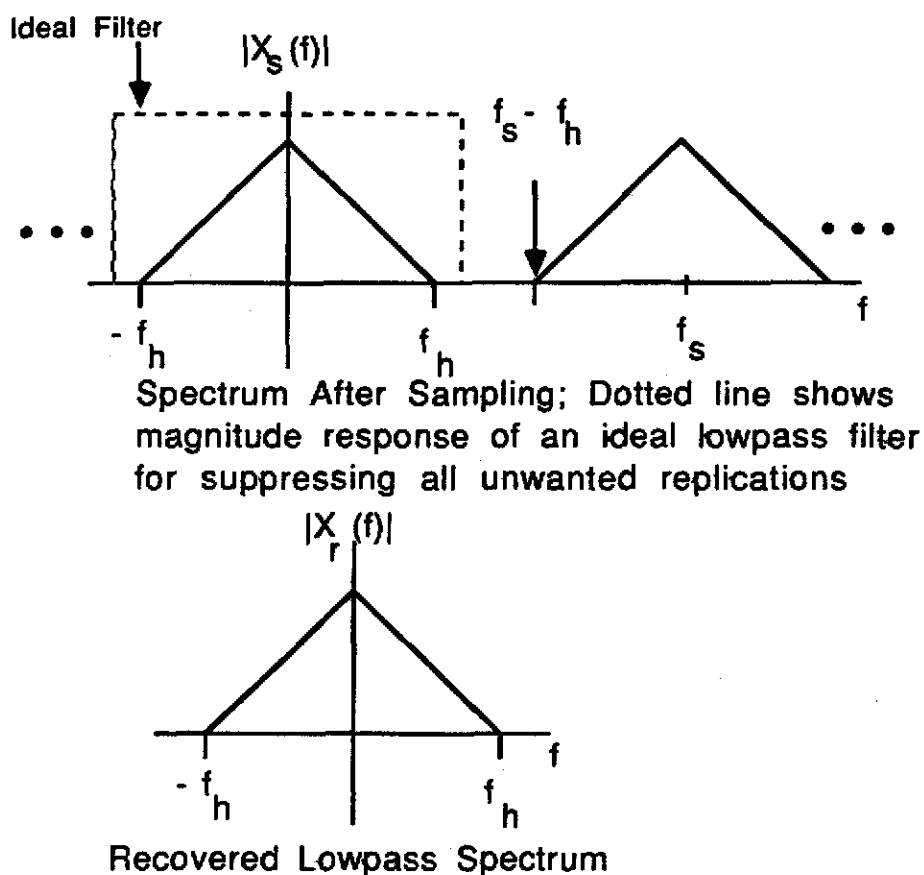 Ideal Filter
|X_s(f)|
f_s - f_h
• • •
• • •
- f_h
f_h
f_s
f
Spectrum After Sampling; Dotted line shows
magnitude response of an ideal lowpass filter
for suppressing all unwanted replications
|X_r(f)|
- f_h
f_h
f
Recovered Lowpass Spectrum